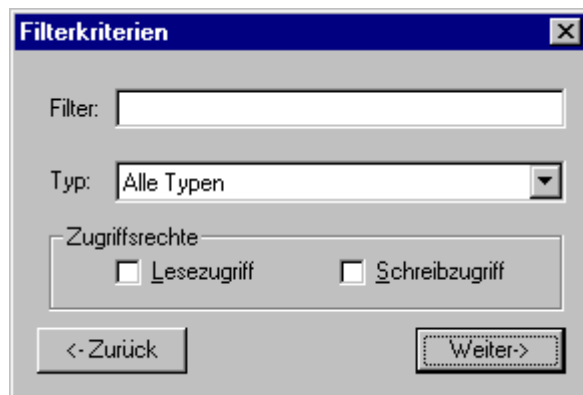 Filterkriterien
Filter:
Typ: Alle Typen
Zugriffsrechte
Lesezugriff Schreibzugriff
<- Zurück Weiter->